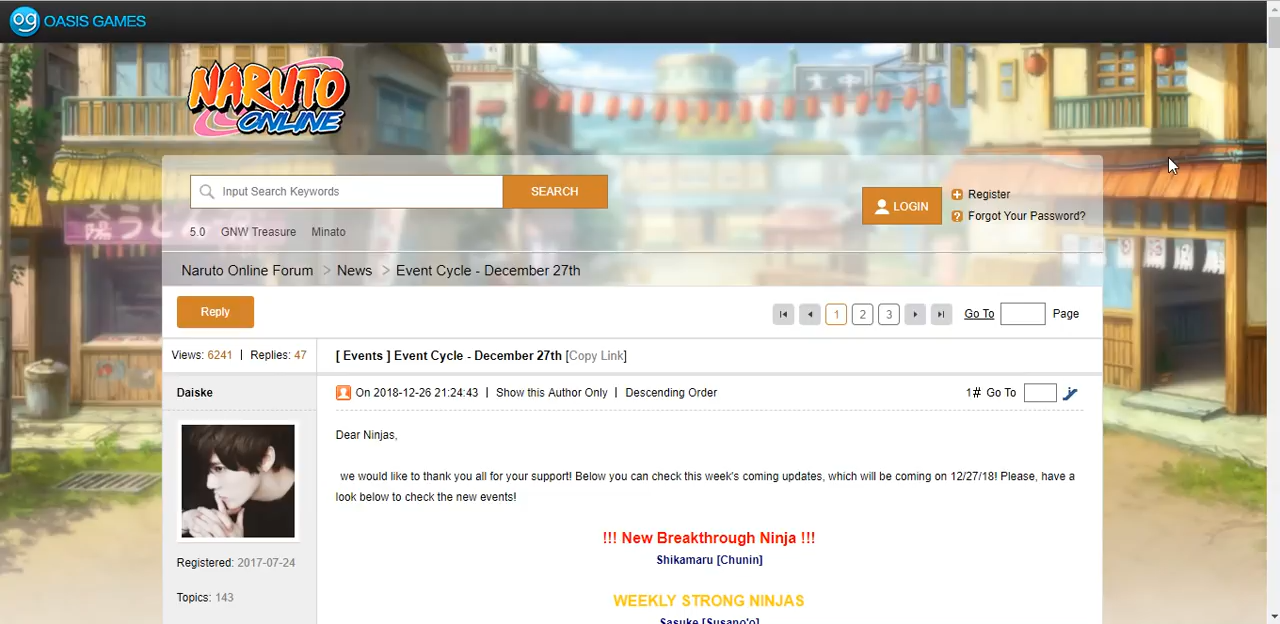 OASIS GAMES
NARUTO
ONLINE
Input Search Keywords
SEARCH
LOGIN
Register
Forgot Your Password?
5.0 GNW Treasure Minato
Naruto Online Forum > News > Event Cycle - December 27th
Reply
1 2 3 Go To Page
Views: 6241 | Replies: 47
[ Events ] Event Cycle - December 27th [Copy Link]
Daiske
On 2018-12-26 21:24:43 | Show this Author Only | Descending Order
1# Go To
Dear Ninjas,
we would like to thank you all for your support! Below you can check this week's coming updates, which will be coming on 12/27/18! Please, have a
look below to check the new events!
!!! New Breakthrough Ninja !!!
Shikamaru [Chunin]
Registered: 2017-07-24
Topics: 143
WEEKLY STRONG NINJAS
Sasuke [Susano'o]